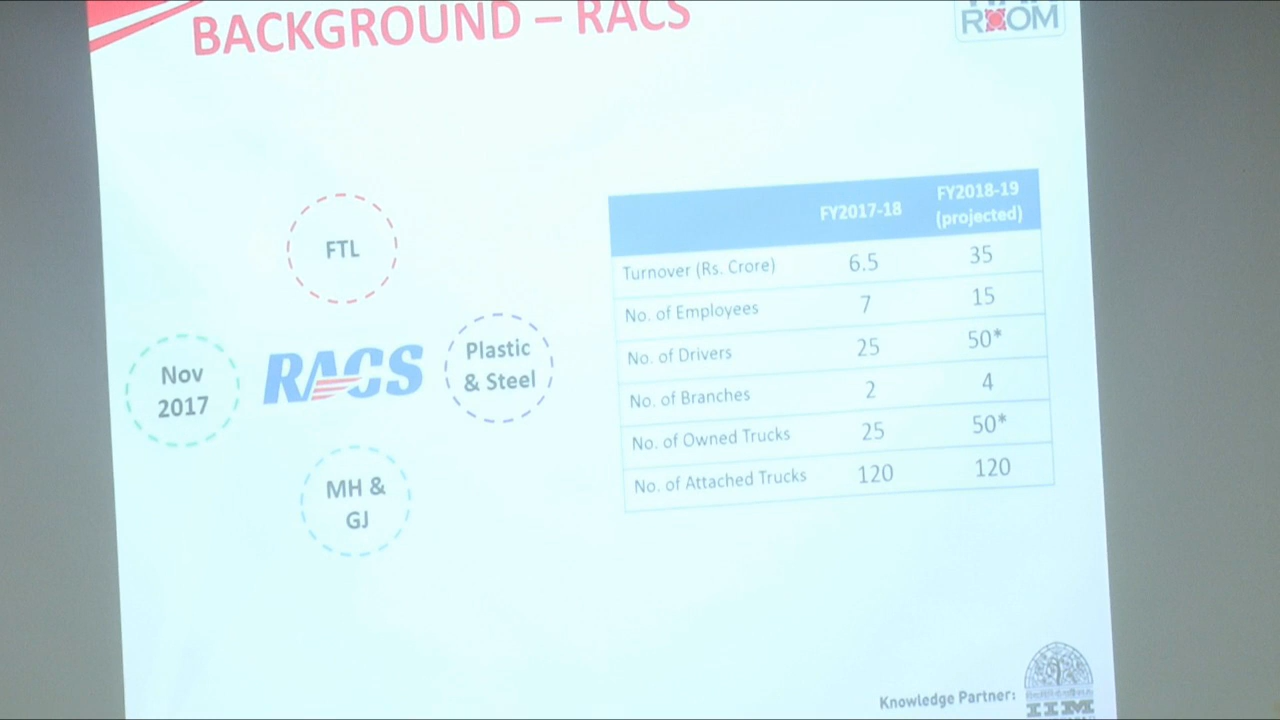 BACKGROUND – RACS
ROOM
FTL
Nov
2017
RACS
Plastic
& Steel
MH &
GJ
FY2017-18 FY2018-19
(projected)
Turnover (Rs. Crore) 6.5 35
No. of Employees 7 15
No. of Drivers 25 50*
No. of Branches 2 4
No. of Owned Trucks 25 50*
No. of Attached Trucks 120 120
Knowledge Partner:
IIM